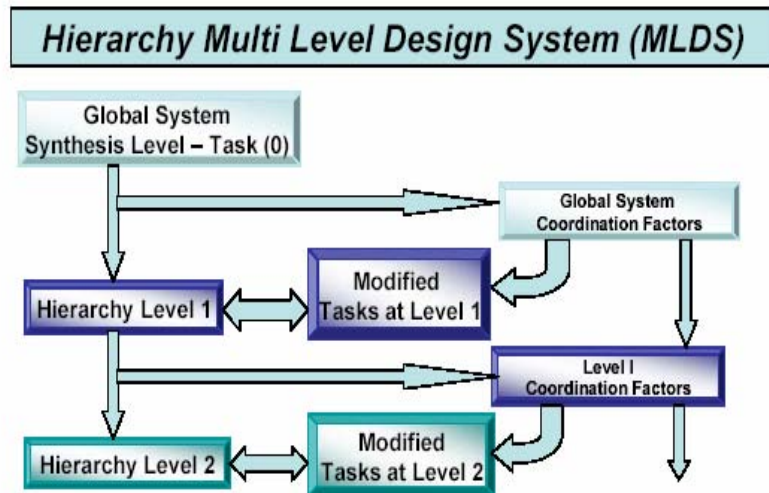 Hierarchy Multi Level Design System (MLDS)
Global System
Synthesis Level – Task (0)
Global System
Coordination Factors
Hierarchy Level 1
Modified
Tasks at Level 1
Level I
Coordination Factors
Hierarchy Level 2
Modified
Tasks at Level 2